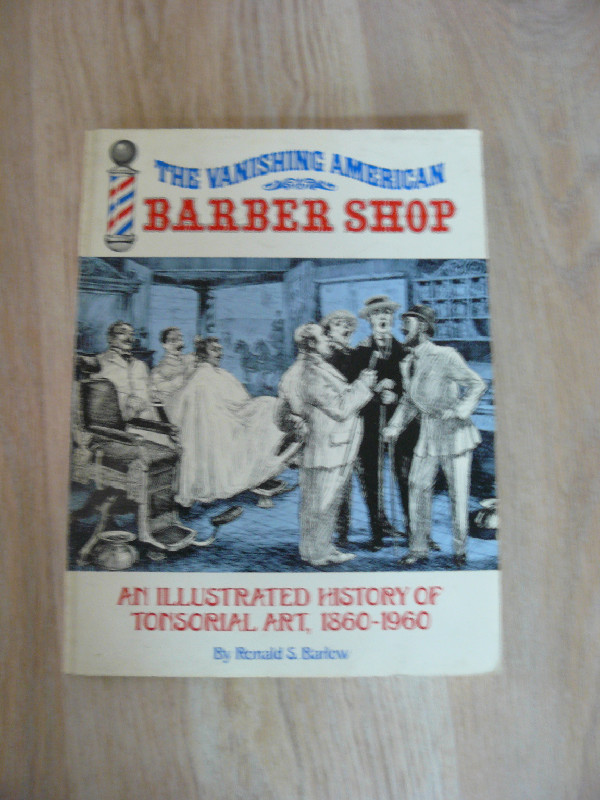 THE VANISHING AMERICAN
BARBER SHOP
AN ILLUSTRATED HISTORY OF
TONSORIAL ART, 1860-1960
By Ronald S. Barlow